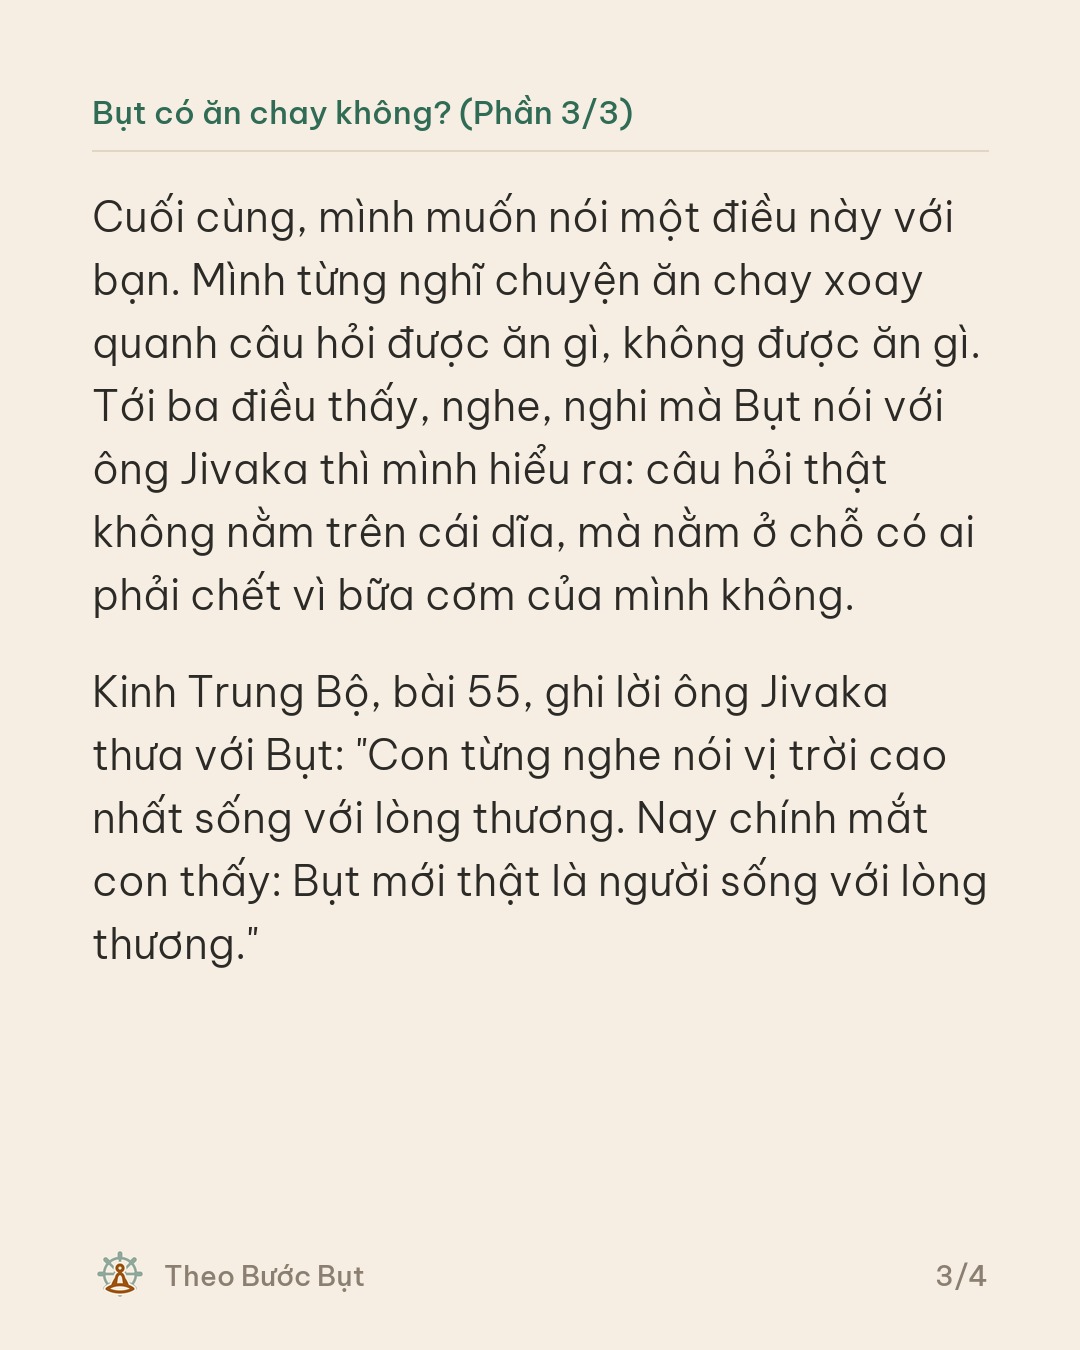 Bụt có ăn chay không? (Phần 3/3)
Cuối cùng, mình muốn nói một điều này với
bạn. Mình từng nghĩ chuyện ăn chay xoay
quanh câu hỏi được ăn gì, không được ăn gì.
Tới ba điều thấy, nghe, nghi mà Bụt nói với
ông Jivaka thì mình hiểu ra: câu hỏi thật
không nằm trên cái dĩa, mà nằm ở chỗ có ai
phải chết vì bữa cơm của mình không.
Kinh Trung Bộ, bài 55, ghi lời ông Jivaka
thưa với Bụt: "Con từng nghe nói vị trời cao
nhất sống với lòng thương. Nay chính mắt
con thấy: Bụt mới thật là người sống với lòng
thương."
Theo Bước Bụt
3/4